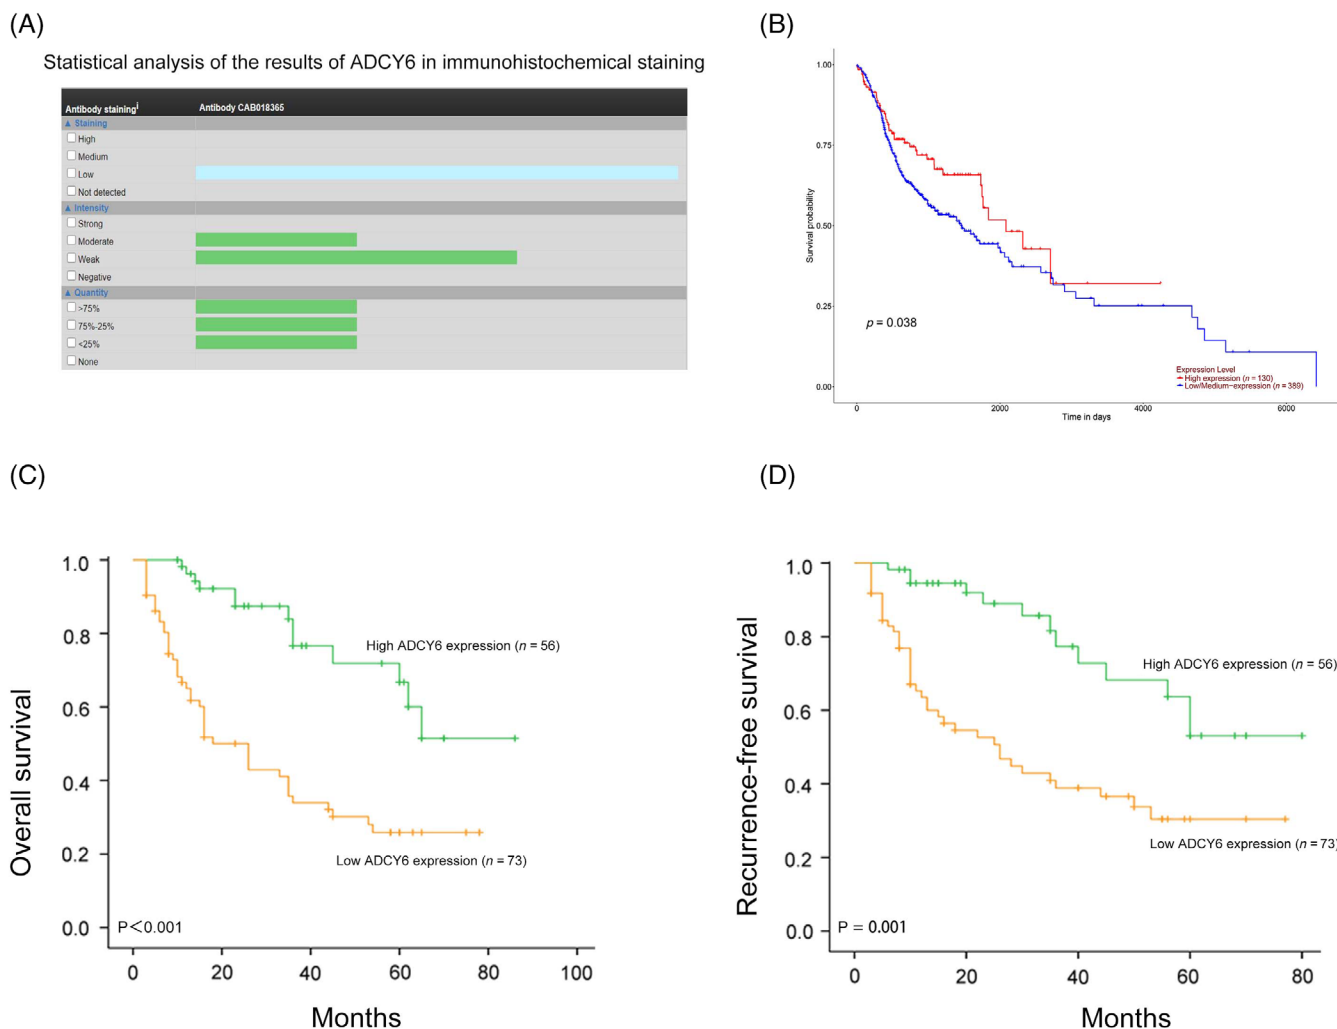 (A)
Statistical analysis of the results of ADCY6 in immunohistochemical staining
Antibody stainingⁱ Antibody CAB018365
▲ Staining
High
Medium
Low
Not detected
▲ Intensity
Strong
Moderate
Weak
Negative
▲ Quantity
>75%
75%-25%
<25%
None
(B)
Survival probability
1.00
0.75
0.50
0.25
0.00
p = 0.038
Expression Level
High expression (n = 130)
Low/Medium−expression (n = 389)
0 2000 4000 6000
Time in days
(C)
Overall survival
1.0
0.8
0.6
0.4
0.2
0.0
High ADCY6 expression (n = 56)
Low ADCY6 expression (n = 73)
P<0.001
0 20 40 60 80 100
Months
(D)
Recurrence-free survival
1.0
0.8
0.6
0.4
0.2
0.0
High ADCY6 expression (n = 56)
Low ADCY6 expression (n = 73)
P = 0.001
0 20 40 60 80
Months